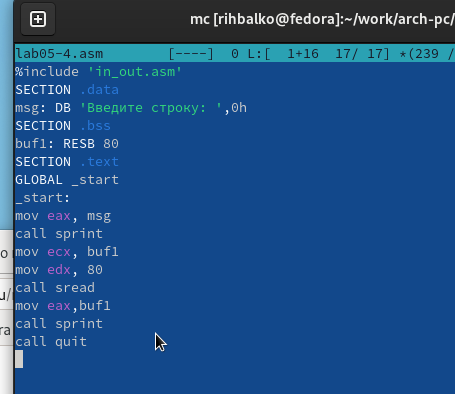 mc [rihbalko@fedora]:~/work/arch-pc/
lab05-4.asm [----] 0 L:[ 1+16 17/ 17] *(239 /
%include 'in_out.asm'
SECTION .data
msg: DB 'Введите строку: ',0h
SECTION .bss
buf1: RESB 80
SECTION .text
GLOBAL _start
_start:
mov eax, msg
call sprint
mov ecx, buf1
mov edx, 80
call sread
mov eax,buf1
call sprint
call quit